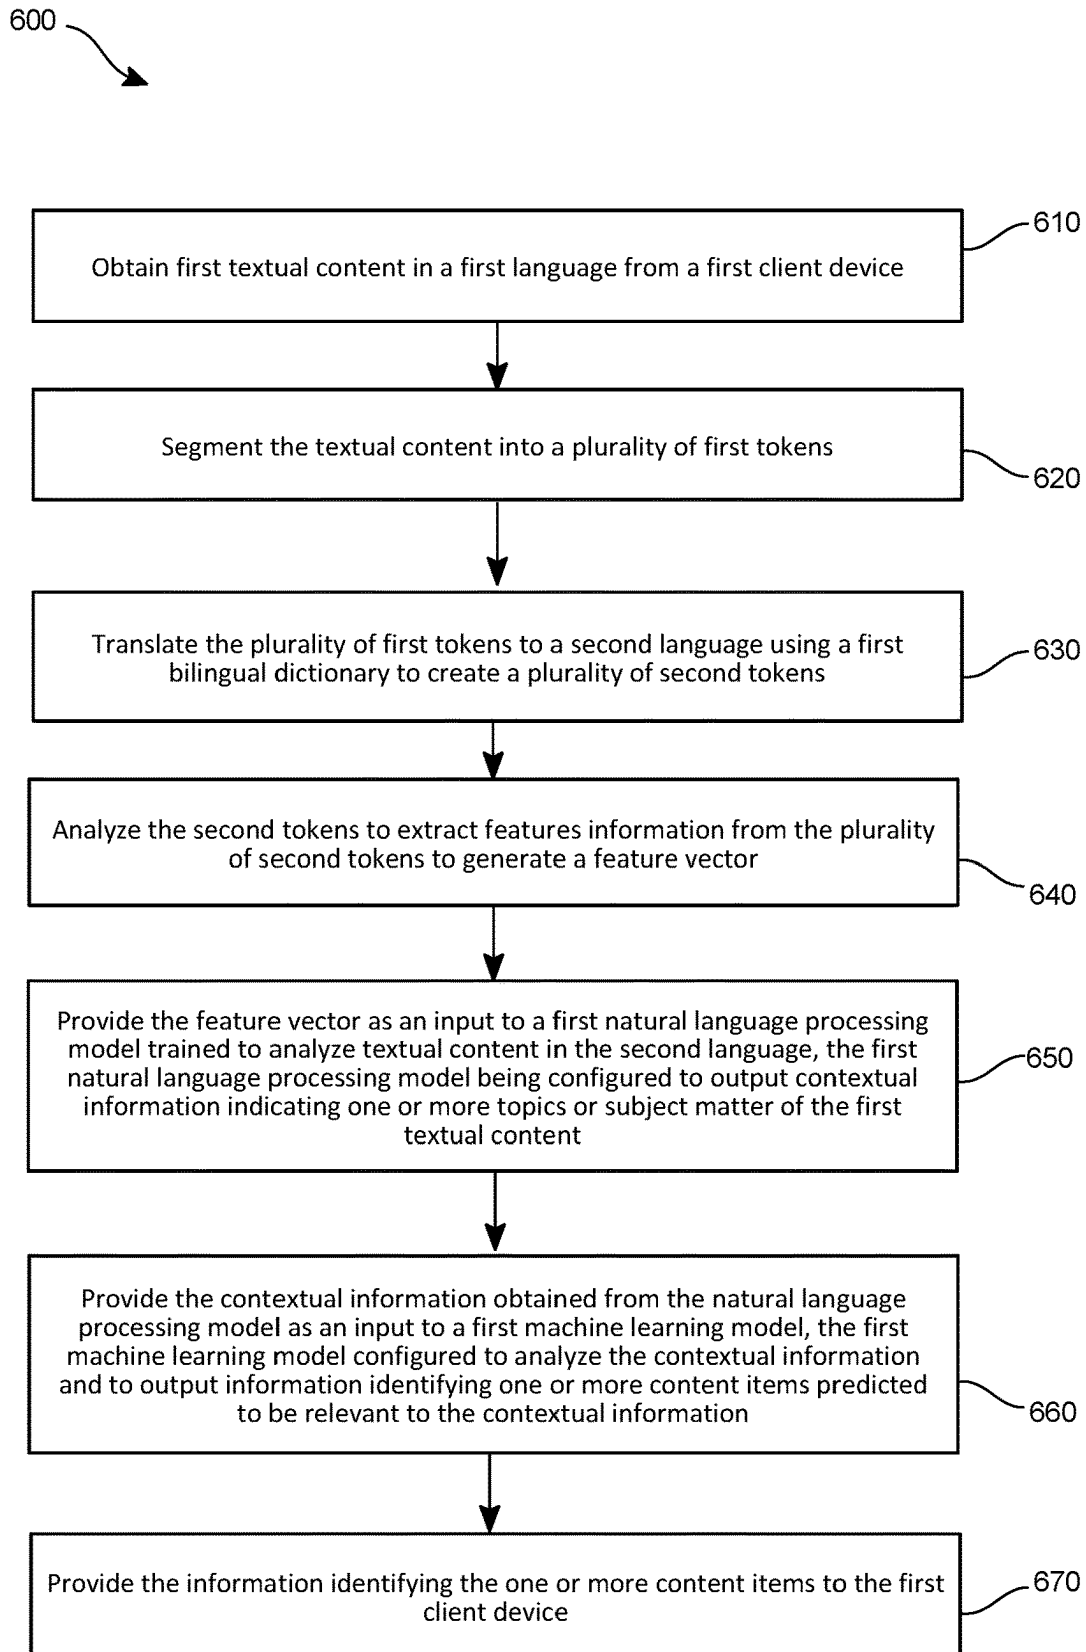 600
610
Obtain first textual content in a first language from a first client device
Segment the textual content into a plurality of first tokens
620
Translate the plurality of first tokens to a second language using a first
bilingual dictionary to create a plurality of second tokens
630
Analyze the second tokens to extract features information from the plurality
of second tokens to generate a feature vector
640
Provide the feature vector as an input to a first natural language processing
model trained to analyze textual content in the second language, the first
natural language processing model being configured to output contextual
information indicating one or more topics or subject matter of the first
textual content
650
Provide the contextual information obtained from the natural language
processing model as an input to a first machine learning model, the first
machine learning model configured to analyze the contextual information
and to output information identifying one or more content items predicted
to be relevant to the contextual information
660
Provide the information identifying the one or more content items to the first
client device
670